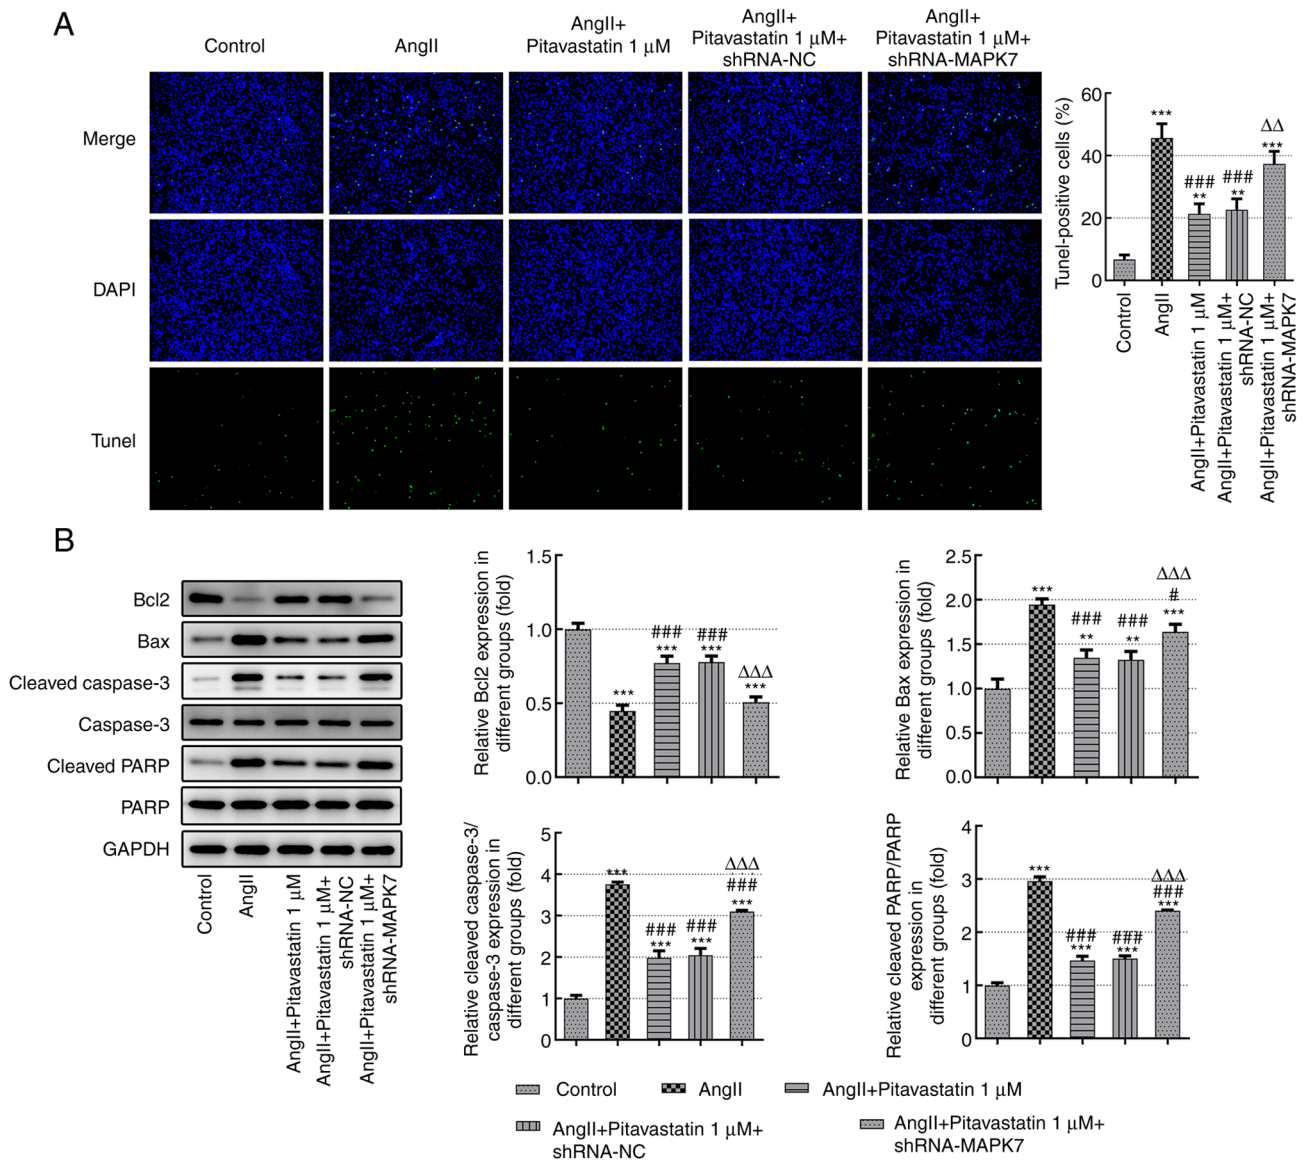 A
Control
AngII
AngII+
Pitavastatin 1 μM
AngII+
Pitavastatin 1 μM+
shRNA-NC
AngII+
Pitavastatin 1 μM+
shRNA-MAPK7
Merge
DAPI
Tunel
Tunel-positive cells (%)
60
40
20
0
***
###
**
###
**
ΔΔ
***
Control
AngII
AngII+Pitavastatin 1 μM
AngII+Pitavastatin 1 μM+
shRNA-NC
AngII+Pitavastatin 1 μM+
shRNA-MAPK7
B
Bcl2
Bax
Cleaved caspase-3
Caspase-3
Cleaved PARP
PARP
GAPDH
Control
AngII
AngII+Pitavastatin 1 μM
AngII+Pitavastatin 1 μM+
shRNA-NC
AngII+Pitavastatin 1 μM+
shRNA-MAPK7
Relative Bcl2 expression in
different groups (fold)
1.5
1.0
0.5
0.0
***
###
***
###
***
ΔΔΔ
***
Relative Bax expression in
different groups (fold)
2.5
2.0
1.5
1.0
0.5
0.0
***
###
**
###
**
ΔΔΔ
#
***
Relative cleaved caspase-3/
caspase-3 expression in
different groups (fold)
5
4
3
2
1
0
***
###
***
###
***
ΔΔΔ
###
***
Relative cleaved PARP/PARP
expression in
different groups (fold)
4
3
2
1
0
***
###
***
###
***
ΔΔΔ
###
***
Control
AngII
AngII+Pitavastatin 1 μM
AngII+Pitavastatin 1 μM+
shRNA-NC
AngII+Pitavastatin 1 μM+
shRNA-MAPK7